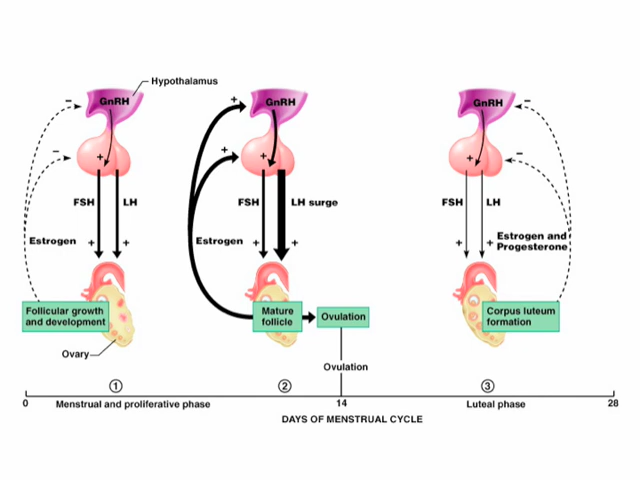 Hypothalamus
−
GnRH
−
+
FSH
LH
Estrogen
+
+
Follicular growth
and development
Ovary
+
GnRH
+
+
FSH
LH surge
Estrogen
+
+
Mature
follicle
Ovulation
Ovulation
GnRH
−
+
−
FSH
LH
+
+
Estrogen and
Progesterone
Corpus luteum
formation
①
②
③
0
Menstrual and proliferative phase
14
Luteal phase
28
DAYS OF MENSTRUAL CYCLE